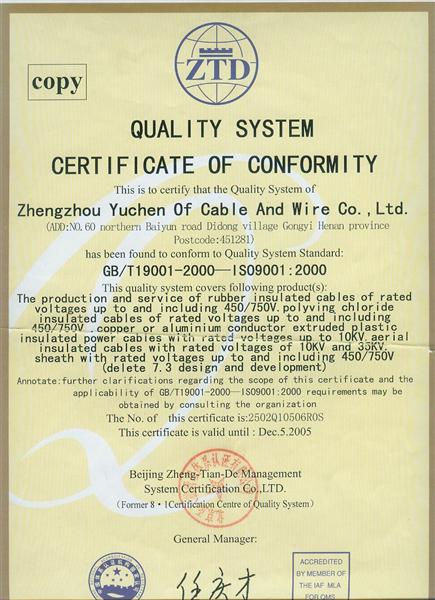 ZTD
copy
QUALITY SYSTEM
CERTIFICATE OF CONFORMITY
This is to certify that the Quality System of
Zhengzhou Yuchen Of Cable And Wire Co.,Ltd.
(ADD:NO.60 northern Baiyun road Didong village Gongyi Henan province
Postcode:451281)
has been found to conform to Quality System Standard:
GB/T19001-2000—ISO9001:2000
This quality system covers following product(s):
The production and service of rubber insulated cables of rated
voltages up to and including 450/750V.polyving chloride
insulated cables of rated voltages up to and including
450/750V .copper or aluminium conductor extruded plastic
insulated power cables with rated voltages up to 10KV.aerial
insulated cables with rated voltages of 10KV and 35KV.
sheath with rated voltages up to and including 450/750V
(delete 7.3 design and development)
Annotate:further clarifications regarding the scope of this certificate and the
applicability of GB/T19001-2000—ISO9001:2000 requirements may be
obtained by consulting the organization
The No. of this certificate is:2502Q10506R0S
This certificate is valid until : Dec.5.2005
Beijing Zheng-Tian-De Management
System Certification Co.,LTD.
(Former 8·1Certification Centre of Quality System)
General Manager:
ACCREDITED
BY MEMBER OF
THE IAF MLA
FOR QMS